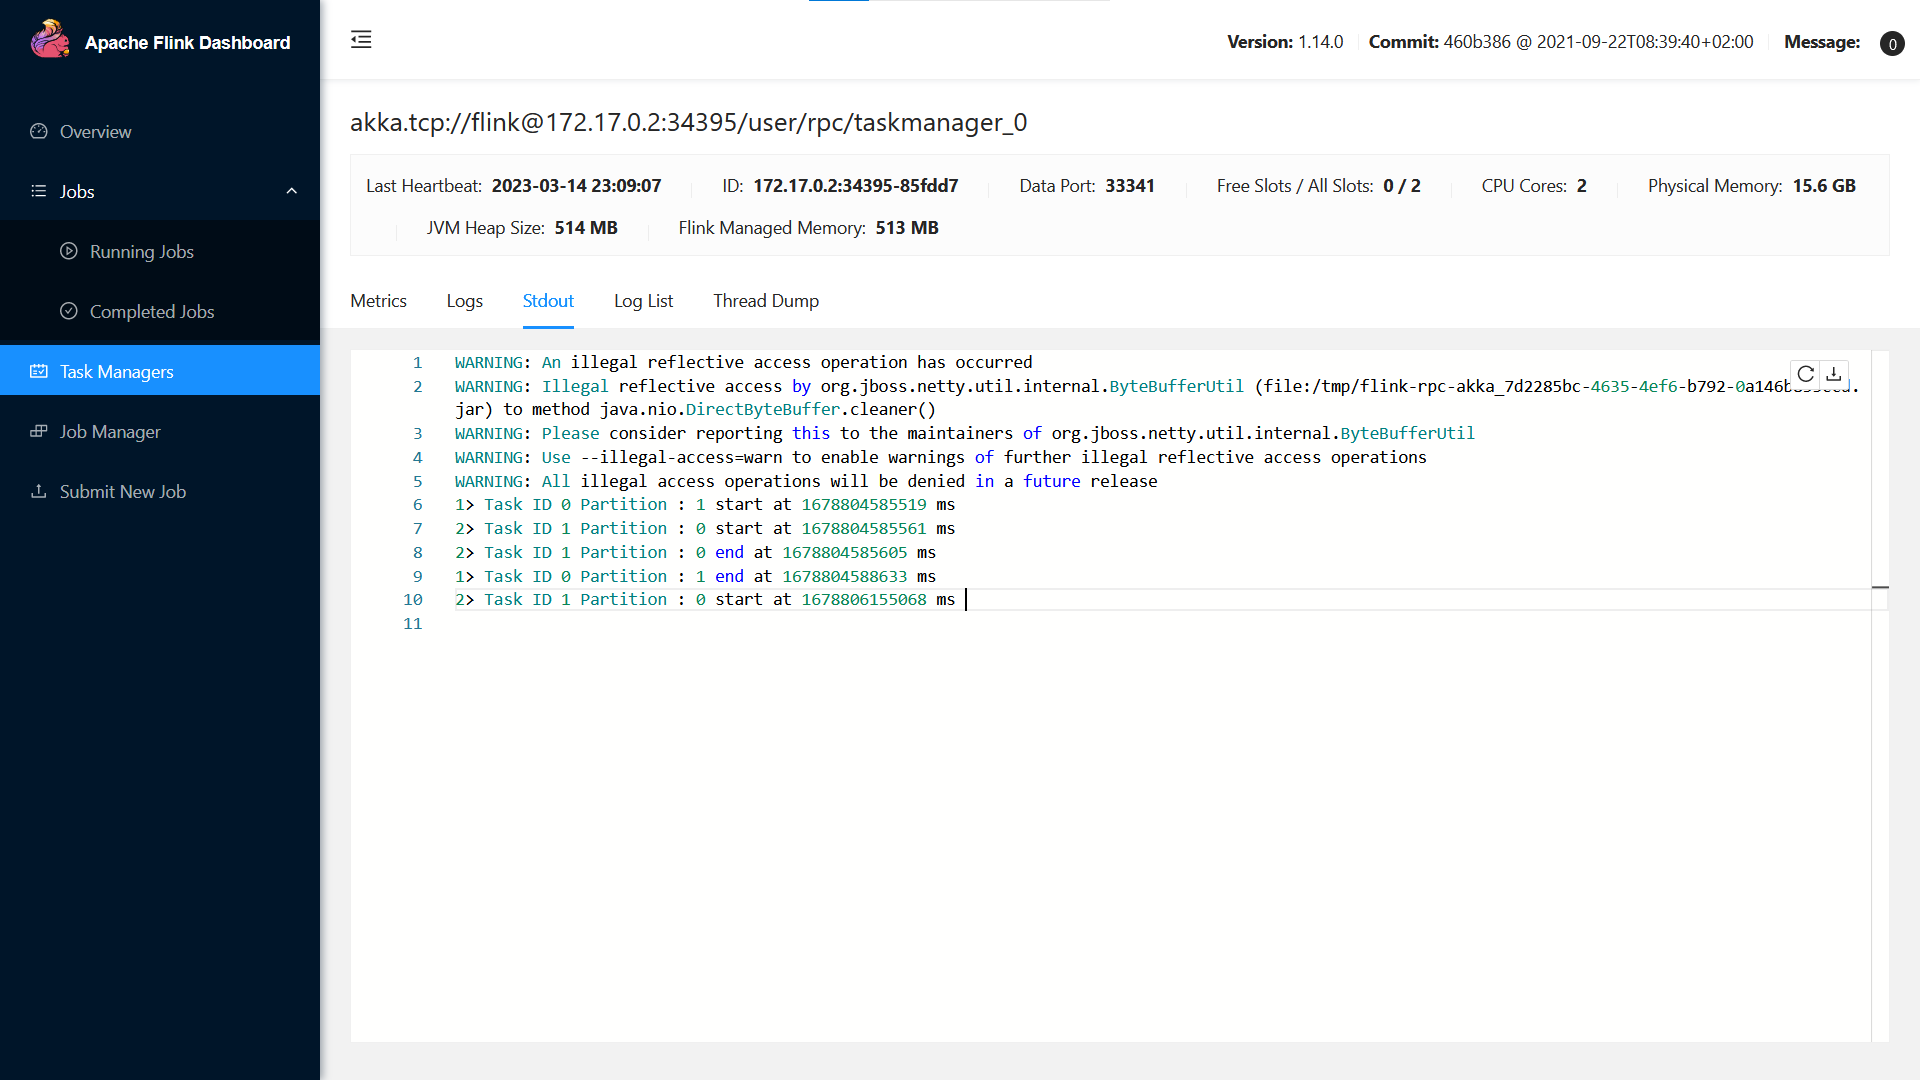 Apache Flink Dashboard
Version: 1.14.0 Commit: 460b386 @ 2021-09-22T08:39:40+02:00 Message: 0
Overview
Jobs
Running Jobs
Completed Jobs
Task Managers
Job Manager
Submit New Job
akka.tcp://flink@172.17.0.2:34395/user/rpc/taskmanager_0
Last Heartbeat: 2023-03-14 23:09:07 ID: 172.17.0.2:34395-85fdd7 Data Port: 33341 Free Slots / All Slots: 0 / 2 CPU Cores: 2 Physical Memory: 15.6 GB
JVM Heap Size: 514 MB Flink Managed Memory: 513 MB
Metrics Logs Stdout Log List Thread Dump
1 WARNING: An illegal reflective access operation has occurred
2 WARNING: Illegal reflective access by org.jboss.netty.util.internal.ByteBufferUtil (file:/tmp/flink-rpc-akka_7d2285bc-4635-4ef6-b792-
jar) to method java.nio.DirectByteBuffer.cleaner()
3 WARNING: Please consider reporting this to the maintainers of org.jboss.netty.util.internal.ByteBufferUtil
4 WARNING: Use --illegal-access=warn to enable warnings of further illegal reflective access operations
5 WARNING: All illegal access operations will be denied in a future release
6 1> Task ID 0 Partition : 1 start at 1678804585519 ms
7 2> Task ID 1 Partition : 0 start at 1678804585561 ms
8 2> Task ID 1 Partition : 0 end at 1678804585605 ms
9 1> Task ID 0 Partition : 1 end at 1678804588633 ms
10 2> Task ID 1 Partition : 0 start at 1678806155068 ms
11